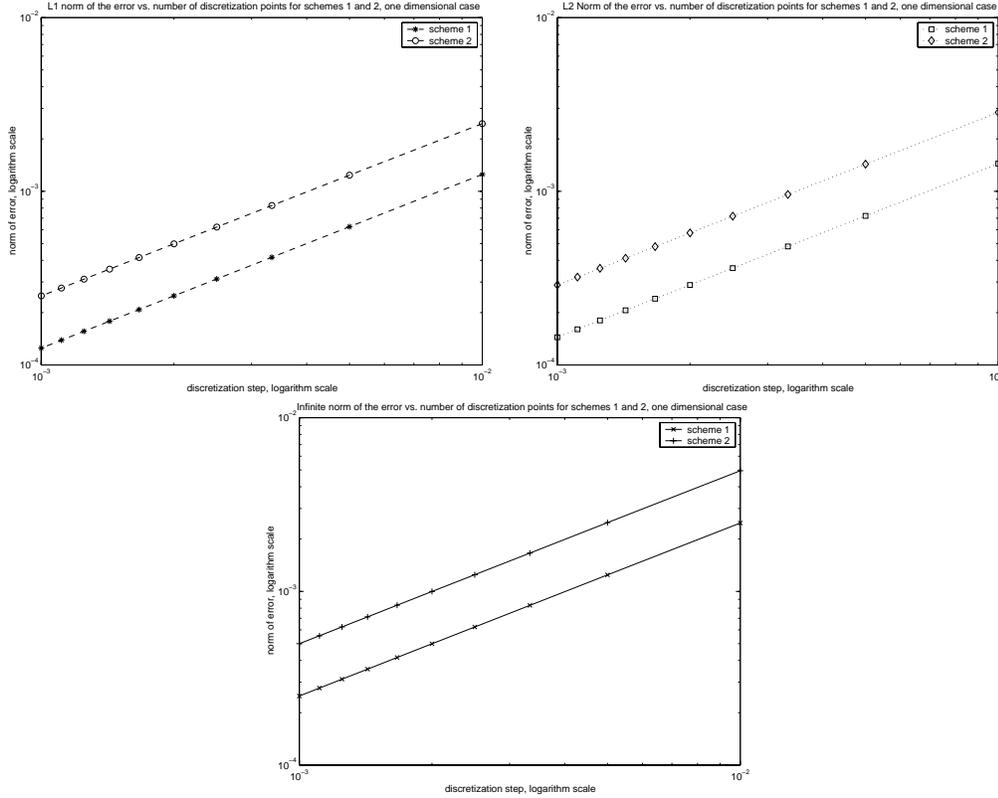 L1 norm of the error vs. number of discretization points for schemes 1 and 2, one dimensional case
10⁻²
scheme 1
scheme 2
norm of error, logarithm scale
10⁻³
10⁻⁴
10⁻³
10⁻²
discretization step, logarithm scale
L2 Norm of the error vs. number of discretization points for schemes 1 and 2, one dimensional case
10⁻²
scheme 1
scheme 2
norm of error, logarithm scale
10⁻³
10⁻⁴
10⁻³
discretization step, logarithm scale
Infinite norm of the error vs. number of discretization points for schemes 1 and 2, one dimensional case
10⁻²
scheme 1
scheme 2
norm of error, logarithm scale
10⁻³
10⁻⁴
10⁻³
10⁻²
discretization step, logarithm scale